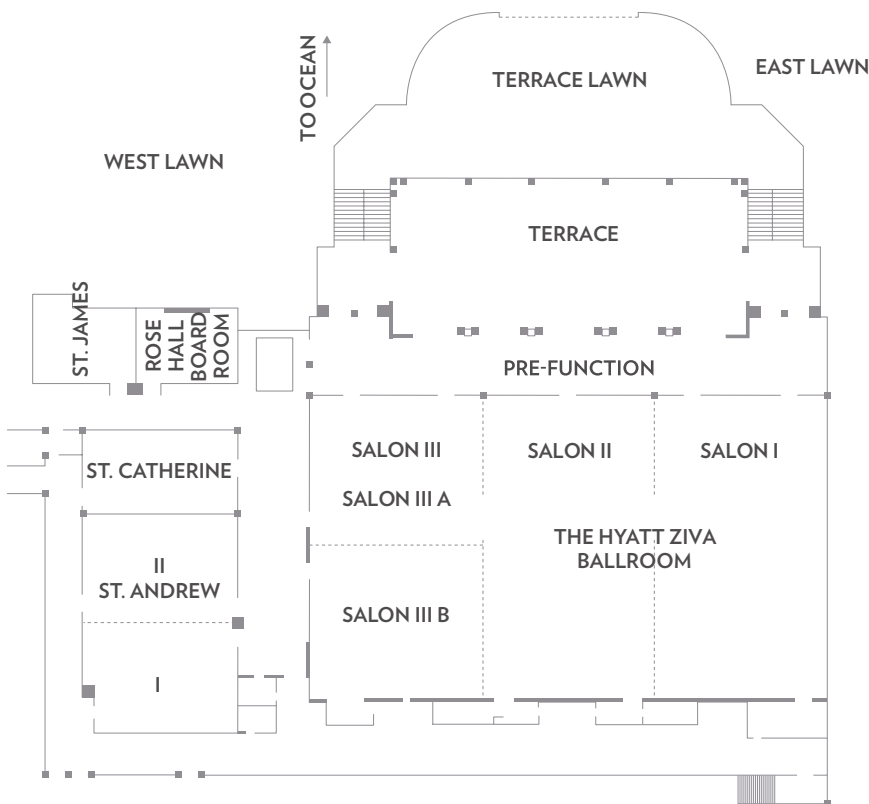 TO OCEAN
TERRACE LAWN
EAST LAWN
WEST LAWN
TERRACE
ST. JAMES
ROSE
HALL
BOARD
ROOM
PRE-FUNCTION
SALON III
SALON II
SALON I
ST. CATHERINE
SALON III A
THE HYATT ZIVA
BALLROOM
II
ST. ANDREW
SALON III B
I